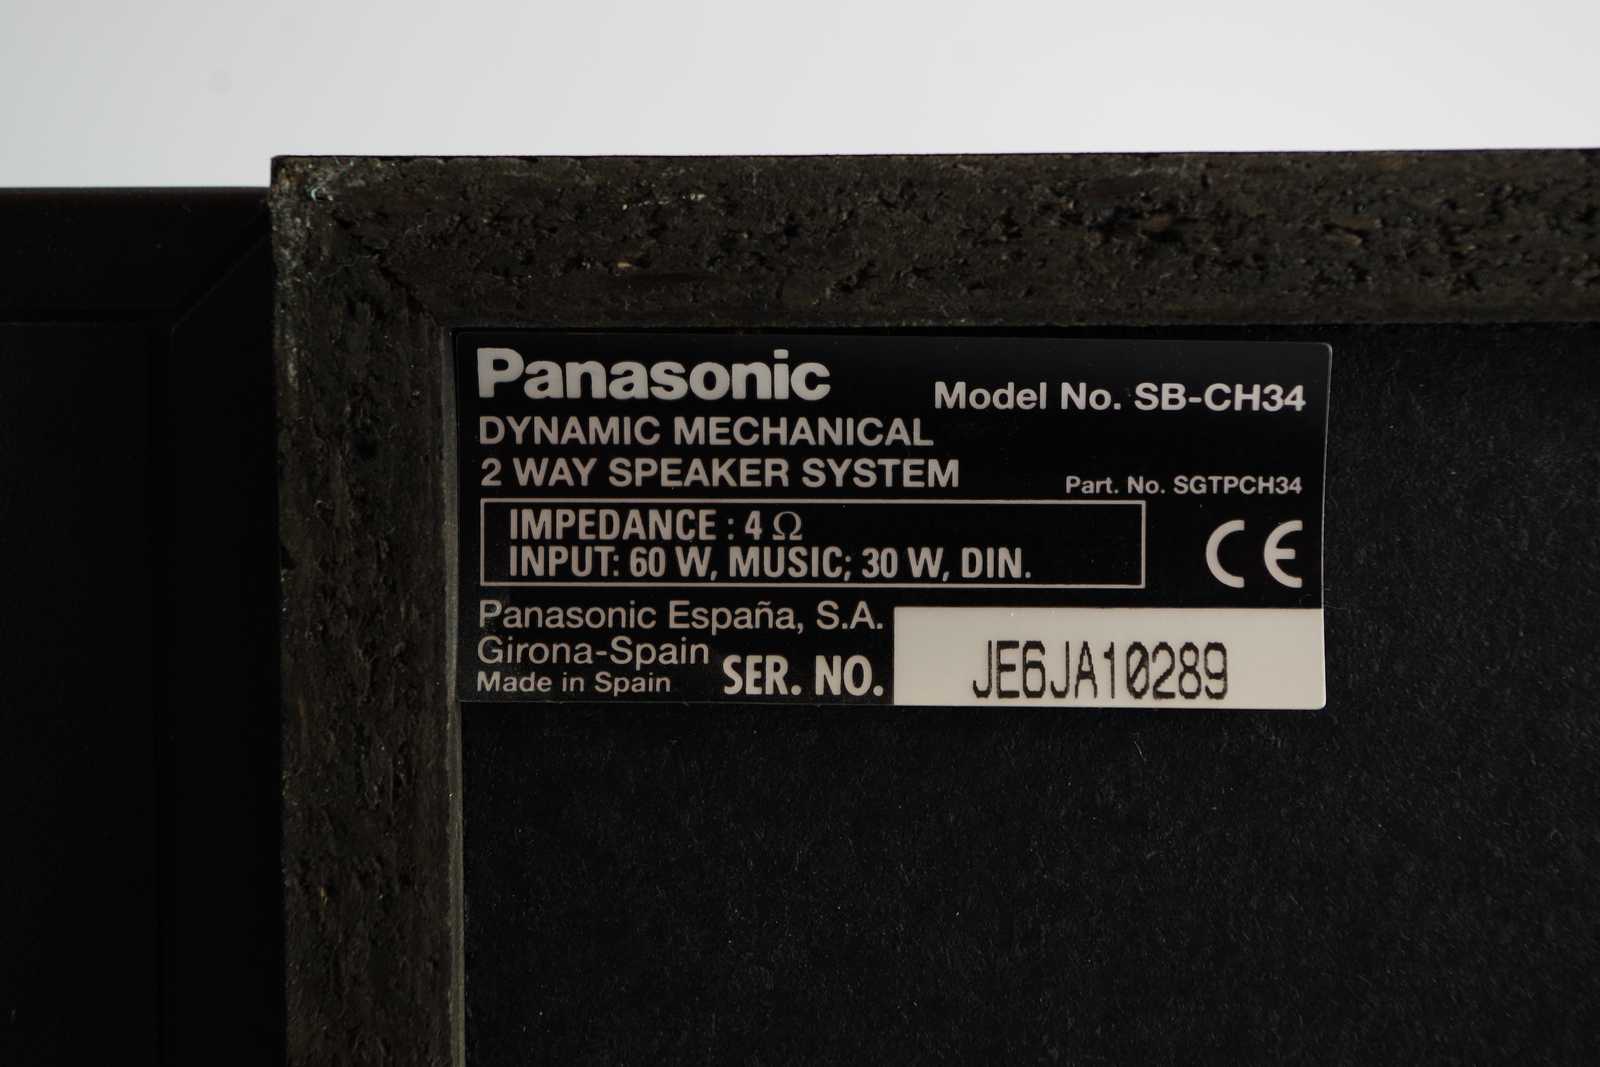 Panasonic
Model No. SB-CH34
DYNAMIC MECHANICAL
2 WAY SPEAKER SYSTEM
Part. No. SGTPCH34
IMPEDANCE : 4 Ω
INPUT: 60 W, MUSIC; 30 W, DIN.
CE
Panasonic España, S.A.
Girona-Spain
Made in Spain
SER. NO. JE6JA10289